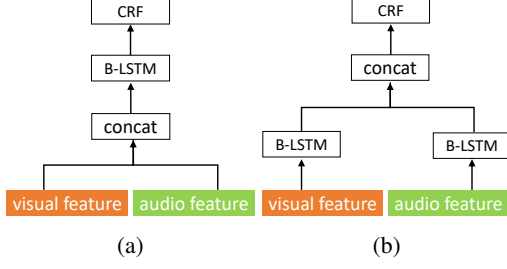 CRF
B-LSTM
concat
visual feature audio feature
(a)
CRF
concat
B-LSTM
B-LSTM
visual feature audio feature
(b)